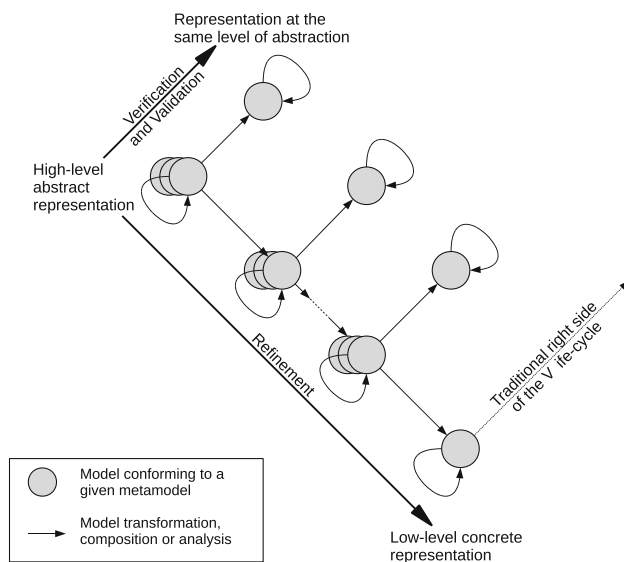 Representation at the
same level of abstraction
Verification
and Validation
High-level
abstract
representation
Refinement
Traditional right side
of the V ife-cycle
Model conforming to a
given metamodel
Model transformation,
composition or analysis
Low-level concrete
representation